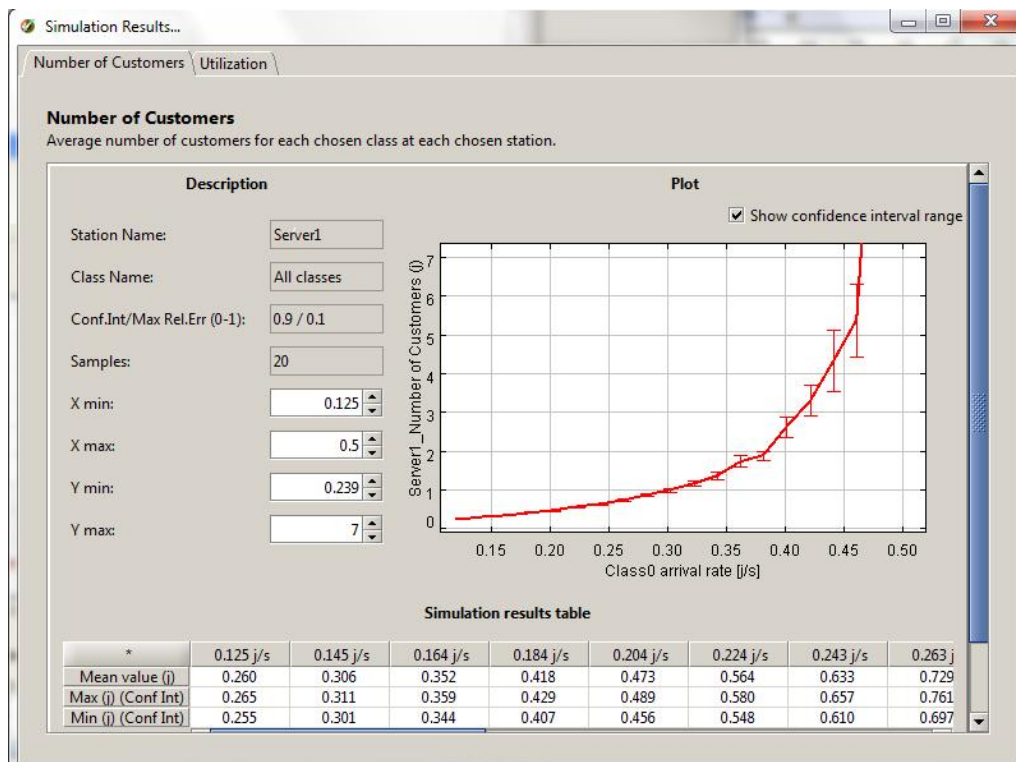 Simulation Results...
Number of Customers
Utilization
Number of Customers
Average number of customers for each chosen class at each chosen station.
Description
Station Name: Server1
Class Name: All classes
Conf.Int/Max Rel.Err (0-1): 0.9 / 0.1
Samples: 20
X min: 0.125
X max: 0.5
Y min: 0.239
Y max: 7
Plot
Show confidence interval range
Server1_Number of Customers (j)
7
6
5
4
3
2
1
0
0.15 0.20 0.25 0.30 0.35 0.40 0.45 0.50
Class0 arrival rate [j/s]
Simulation results table
* 0.125 j/s 0.145 j/s 0.164 j/s 0.184 j/s 0.204 j/s 0.224 j/s 0.243 j/s 0.263 j
Mean value (j) 0.260 0.306 0.352 0.418 0.473 0.564 0.633 0.729
Max (j) (Conf Int) 0.265 0.311 0.359 0.429 0.489 0.580 0.657 0.761
Min (j) (Conf Int) 0.255 0.301 0.344 0.407 0.456 0.548 0.610 0.697